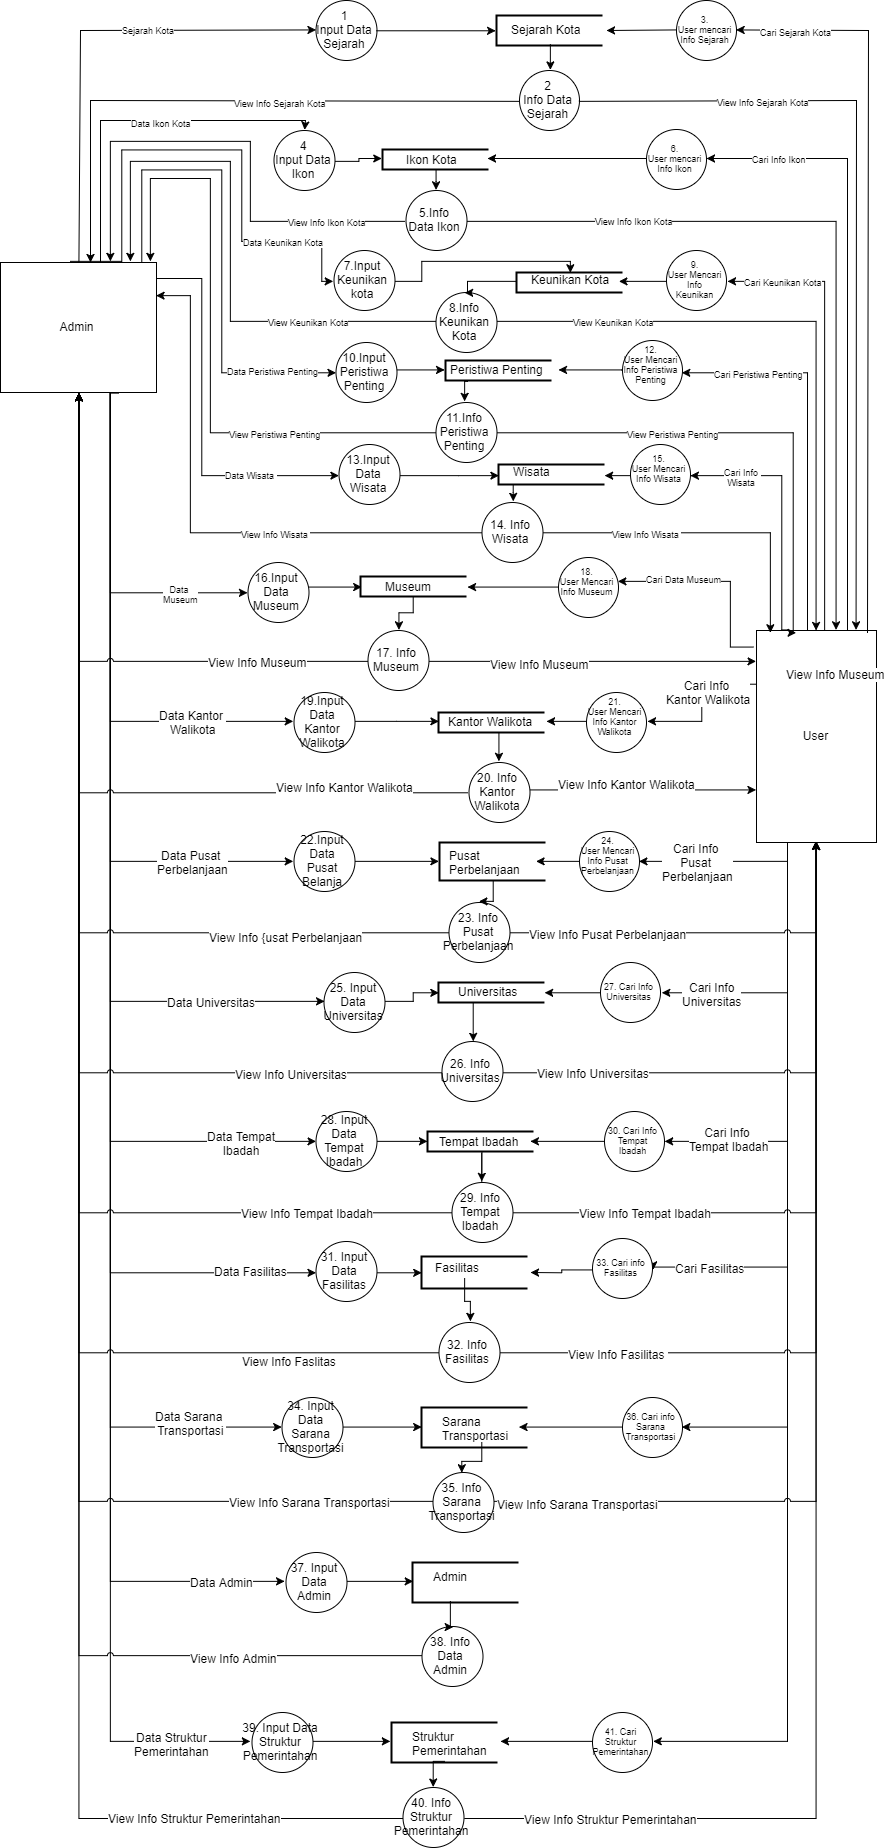 1
Input Data
Sejarah
Sejarah Kota
Sejarah Kota
3.
User mencari
Info Sejarah
Cari Sejarah Kota
2
Info Data
Sejarah
View Info Sejarah Kota
View Info Sejarah Kota
Data Ikon Kota
4
Input Data
Ikon
Ikon Kota
6.
User mencari
Info Ikon
Cari Info Ikon
5.Info
Data Ikon
View Info Ikon Kota
View Info Ikon Kota
Data Keunikan Kota
7.Input
Keunikan
kota
Keunikan Kota
9.
User Mencari
Info
Keunikan
Cari Keunikan Kota
Admin
8.Info
Keunikan
Kota
View Keunikan Kota
View Keunikan Kota
10.Input
Peristiwa
Penting
Data Peristiwa Penting
Peristiwa Penting
12.
User Mencari
Info Peristiwa
Penting
Cari Peristiwa Penting
11.Info
Peristiwa
Penting
View Peristiwa Penting
View Peristiwa Penting
13.Input
Data
Wisata
Data Wisata
Wisata
15.
User Mencari
Info Wisata
Cari Info
Wisata
14. Info
Wisata
View Info Wisata
View Info Wisata
Data
Museum
16.Input
Data
Museum
Museum
18.
User Mencari
Info Museum
Cari Data Museum
17. Info
Museum
View Info Museum
View Info Museum
View Info Museum
User
Cari Info
Kantor Walikota
Data Kantor
Walikota
19.Input
Data
Kantor
Walikota
Kantor Walikota
21.
User Mencari
Info Kantor
Walikota
20. Info
Kantor
Walikota
View Info Kantor Walikota
View Info Kantor Walikota
Data Pusat
Perbelanjaan
22.Input
Data
Pusat
Belanja
Pusat
Perbelanjaan
24.
User Mencari
Info Pusat
Perbelanjaan
Cari Info
Pusat
Perbelanjaan
23. Info
Pusat
Perbelanjaan
View Info {usat Perbelanjaan
View Info Pusat Perbelanjaan
Data Universitas
25. Input
Data
Universitas
Universitas
27. Cari Info
Universitas
Cari Info
Universitas
26. Info
Universitas
View Info Universitas
View Info Universitas
Data Tempat
Ibadah
28. Input
Data
Tempat
Ibadah
Tempat Ibadah
30. Cari Info
Tempat
Ibadah
Cari Info
Tempat Ibadah
29. Info
Tempat
Ibadah
View Info Tempat Ibadah
View Info Tempat Ibadah
Data Fasilitas
31. Input
Data
Fasilitas
Fasilitas
33. Cari info
Fasilitas
Cari Fasilitas
32. Info
Fasilitas
View Info Faslitas
View Info Fasilitas
Data Sarana
Transportasi
34. Input
Data
Sarana
Transportasi
Sarana
Transportasi
36. Cari info
Sarana
Transportasi
35. Info
Sarana
Transportasi
View Info Sarana Transportasi
View Info Sarana Transportasi
Data Admin
37. Input
Data
Admin
Admin
38. Info
Data
Admin
View Info Admin
Data Struktur
Pemerintahan
39. Input Data
Struktur
Pemerintahan
Struktur
Pemerintahan
41. Cari
Struktur
Pemerintahan
40. Info
Struktur
Pemerintahan
View Info Struktur Pemerintahan
View Info Struktur Pemerintahan